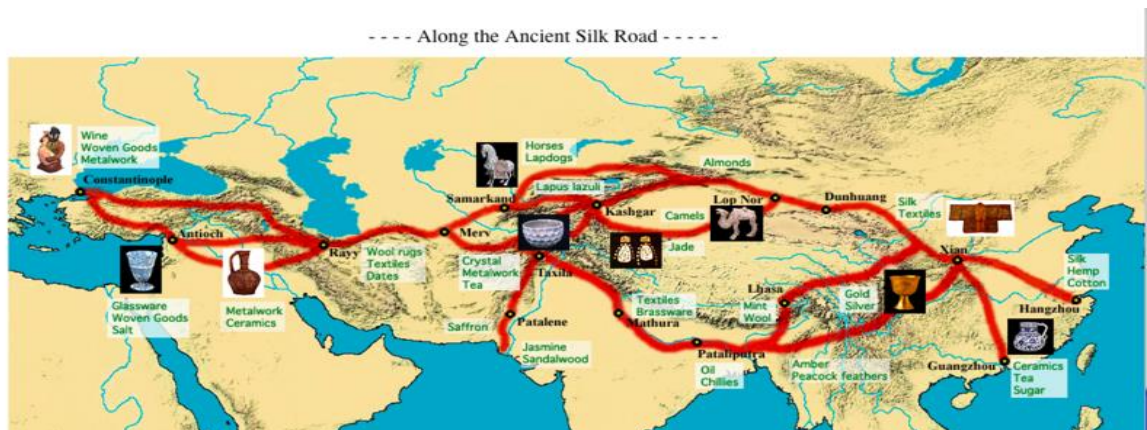 - - - - Along the Ancient Silk Road - - - - -
Wine
Woven Goods
Metalwork
Constantinople
Antioch
Glassware
Woven Goods
Salt
Metalwork
Ceramics
Rayy
Wool rugs
Textiles
Dates
Merv
Horses
Lapdogs
Samarkand
Lapus lazuli
Crystal
Metalwork
Tea
Taxila
Kashgar
Almonds
Camels
Jade
Lop Nor
Dunhuang
Saffron
Patalene
Jasmine
Sandalwood
Textiles
Brassware
Mathura
Pataliputra
Oil
Chillies
Lhasa
Mint
Wool
Gold
Silver
Amber
Peacock feathers
Silk
Textiles
Xian
Silk
Hemp
Cotton
Hangzhou
Guangzhou
Ceramics
Tea
Sugar